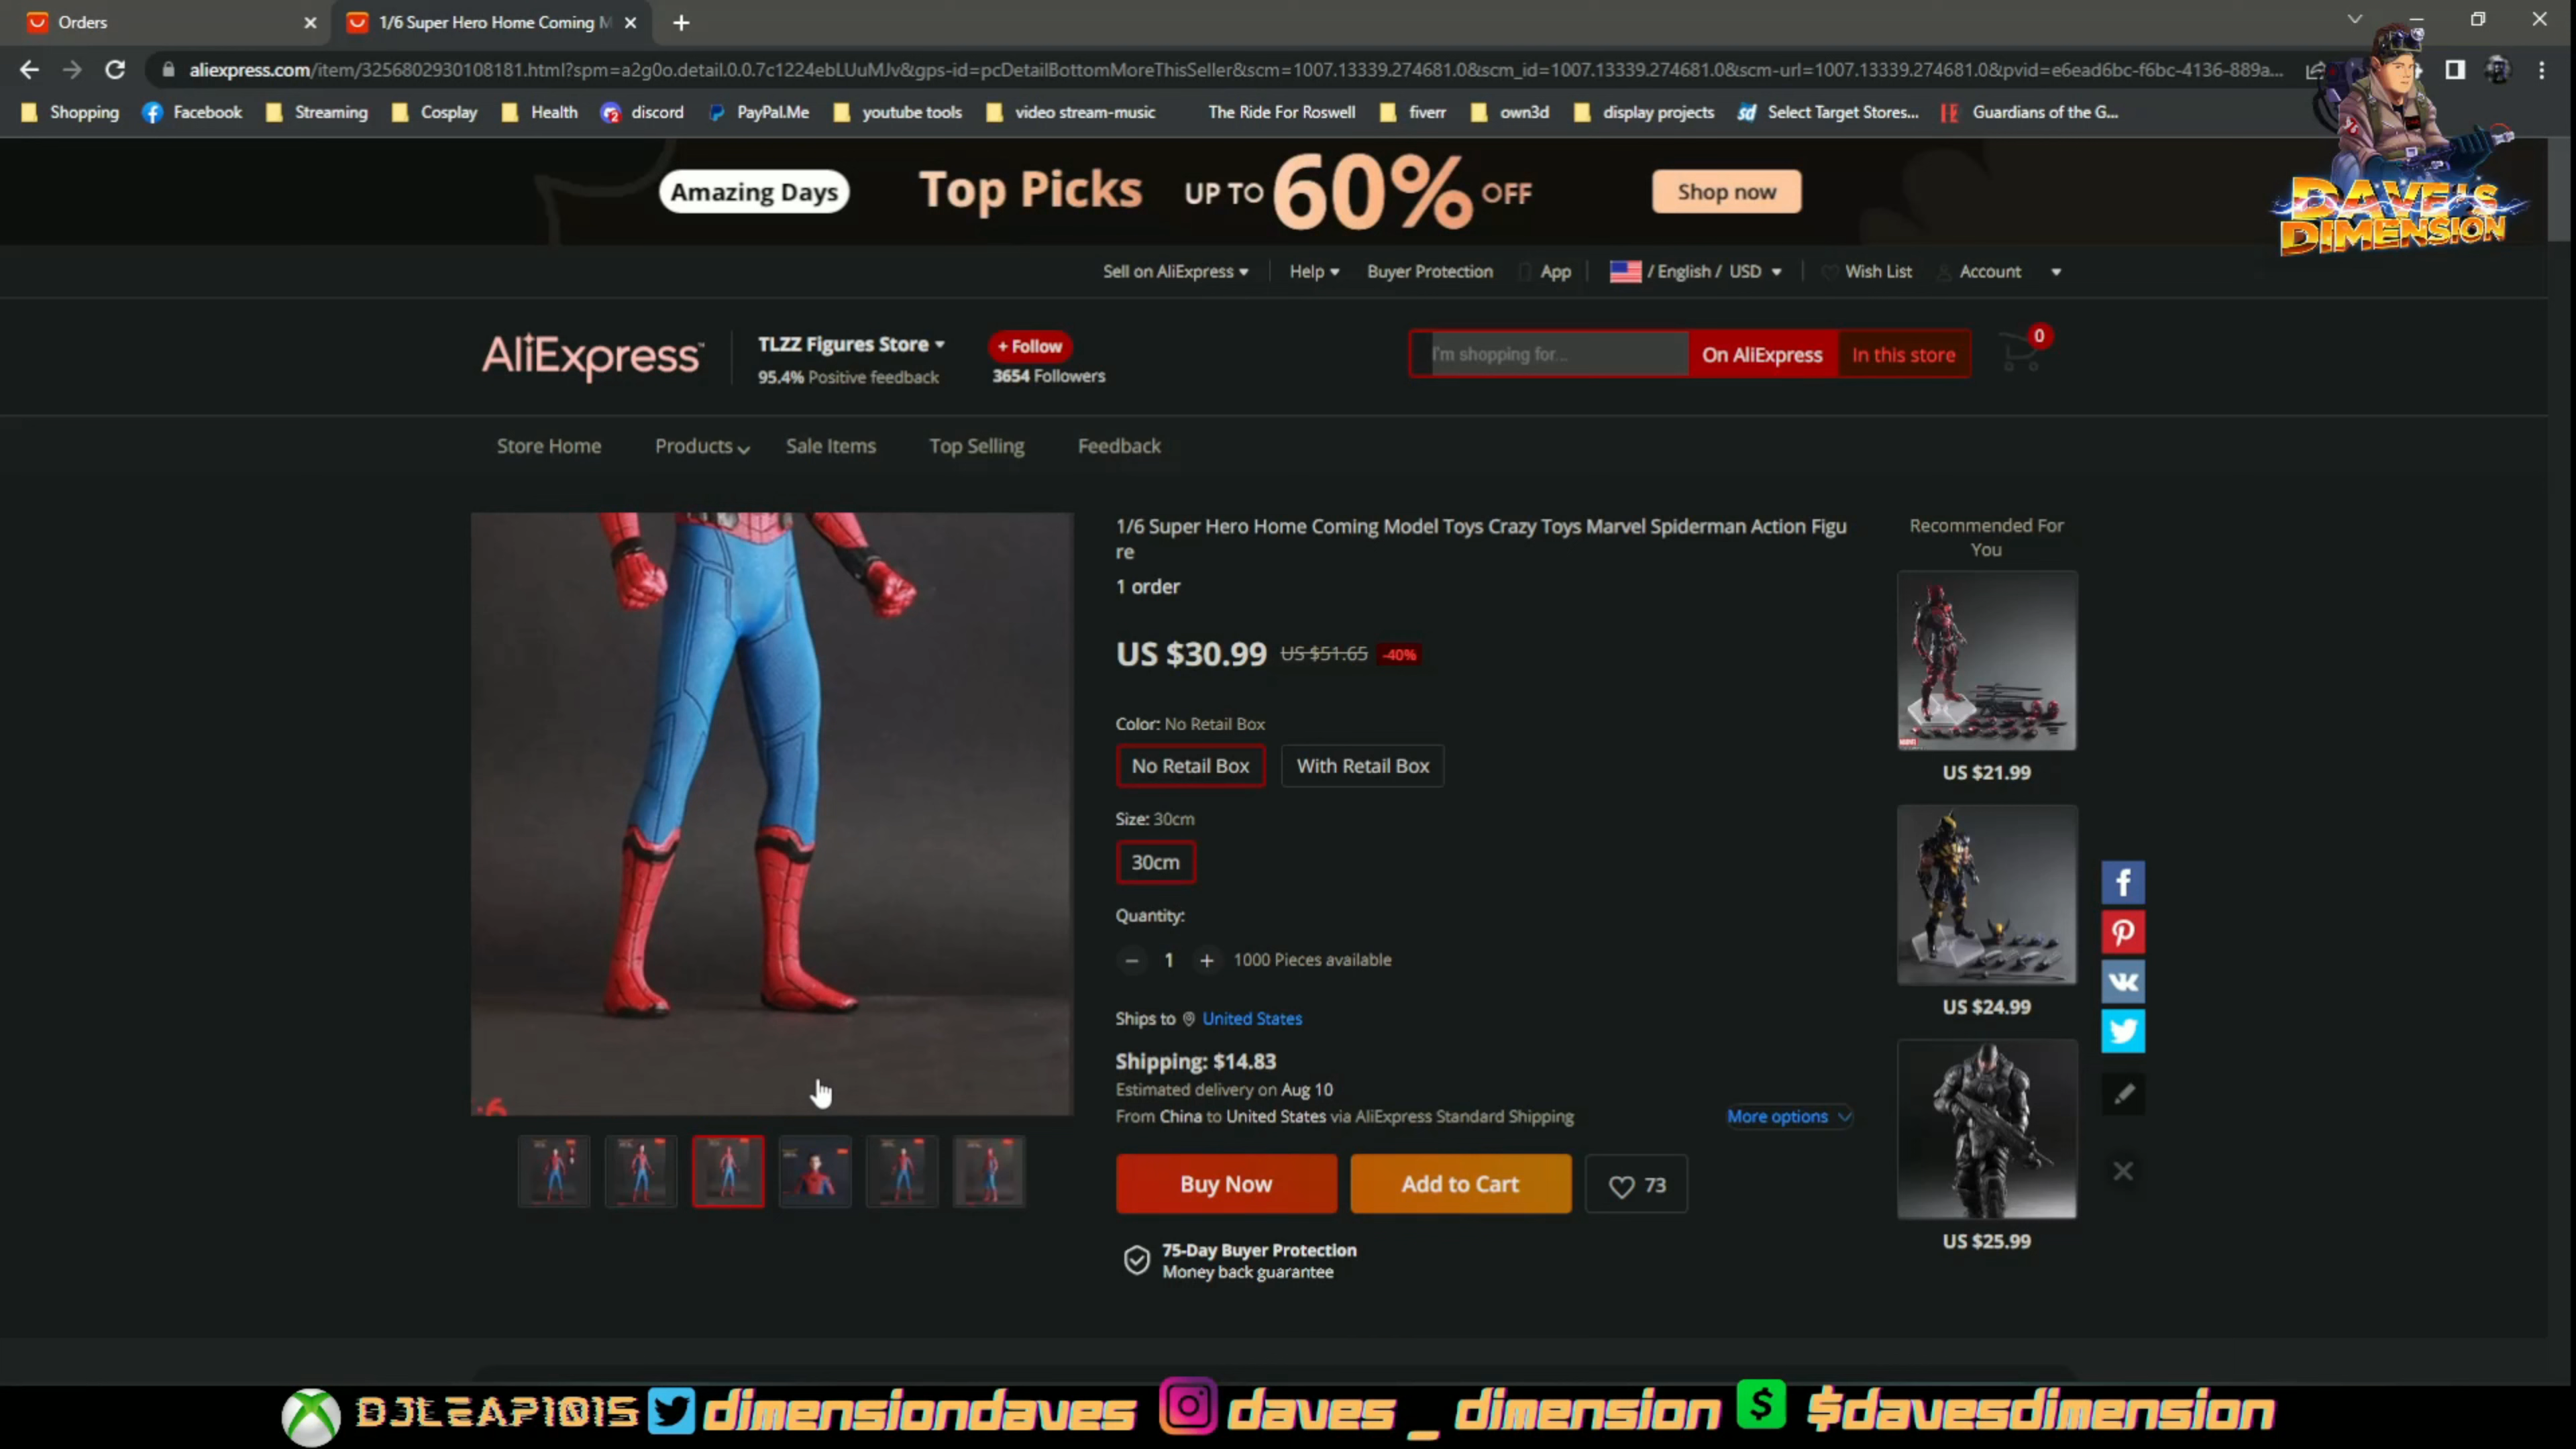 Orders
1/6 Super Hero Home Coming M
aliexpress.com/item/3256802930108181.html?spm=a2g0o.detail.0.0.7c1224ebLUuMJv&gps-id=pcDetailBottomMoreThisSeller&scm=1007.13339.274681.0&scm_id=1007.13339.274681.0&scm-url=1007.13339.274681.0&pvid=e6ead6bc-f6bc-4136-889a...
Shopping Facebook Streaming Cosplay Health discord PayPal.Me youtube tools video stream-music The Ride For Roswell fiverr own3d display projects Select Target Stores... Guardians of the G...
Amazing Days Top Picks UP TO 60% OFF Shop now
DAVE'S
DIMENSION
Sell on AliExpress Help Buyer Protection App / English / USD Wish List Account
AliExpress
TLZZ Figures Store
95.4% Positive feedback
+ Follow
3654 Followers
I'm shopping for...
On AliExpress
In this store
0
Store Home Products Sale Items Top Selling Feedback
1/6 Super Hero Home Coming Model Toys Crazy Toys Marvel Spiderman Action Figu
re
1 order
US $30.99 US $51.65 -40%
Color: No Retail Box
No Retail Box With Retail Box
Size: 30cm
30cm
Quantity:
1 1000 Pieces available
Ships to United States
Shipping: $14.83
Estimated delivery on Aug 10
From China to United States via AliExpress Standard Shipping
More options
Buy Now Add to Cart 73
75-Day Buyer Protection
Money back guarantee
:6
Recommended For
You
MARVEL
US $21.99
US $24.99
US $25.99
DJLEAP1015 dimensiondaves daves _ dimension $davesdimension